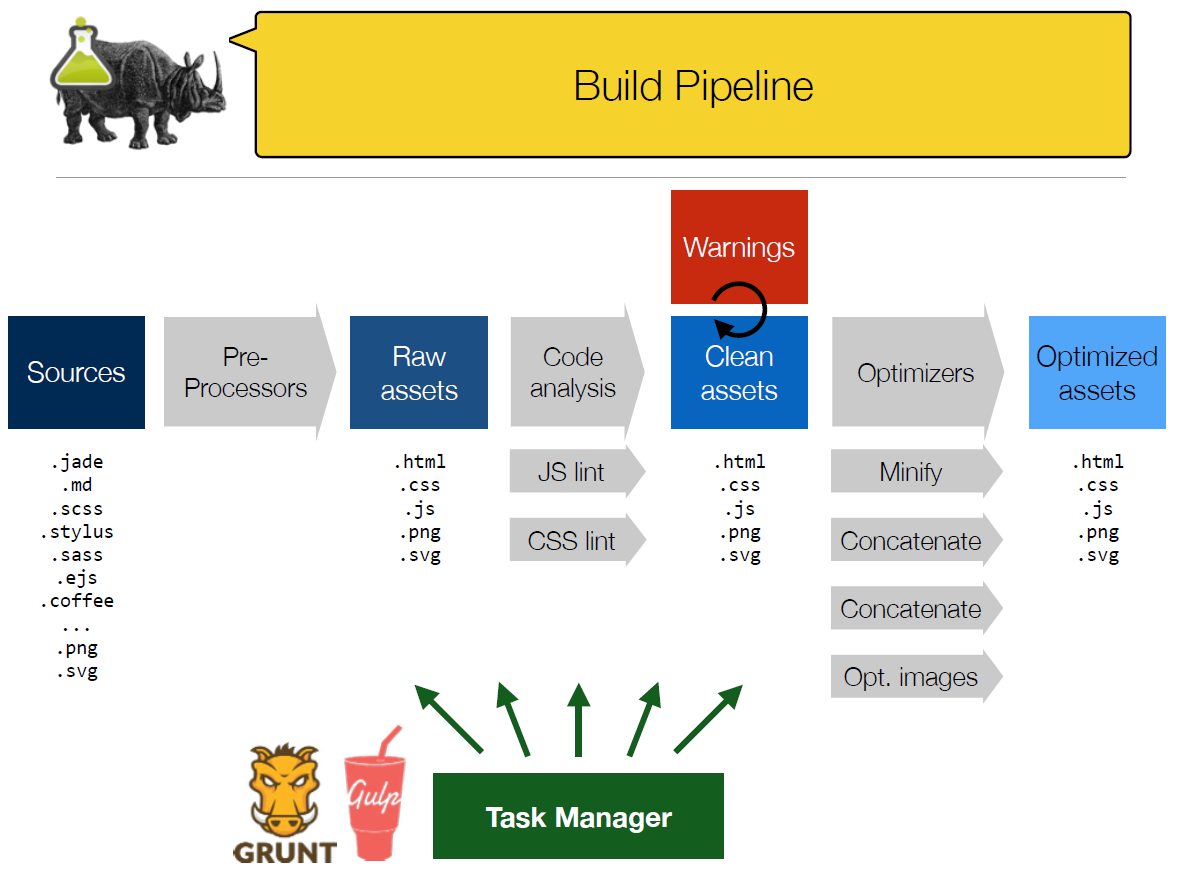 Build Pipeline
Warnings
Sources
Pre-
Processors
Raw
assets
Code
analysis
Clean
assets
Optimizers
Optimized
assets
.jade
.md
.scss
.stylus
.sass
.ejs
.coffee
...
.png
.svg
.html
.css
.js
.png
.svg
JS lint
CSS lint
.html
.css
.js
.png
.svg
Minify
Concatenate
Concatenate
Opt. images
.html
.css
.js
.png
.svg
GRUNT
Gulp
Task Manager